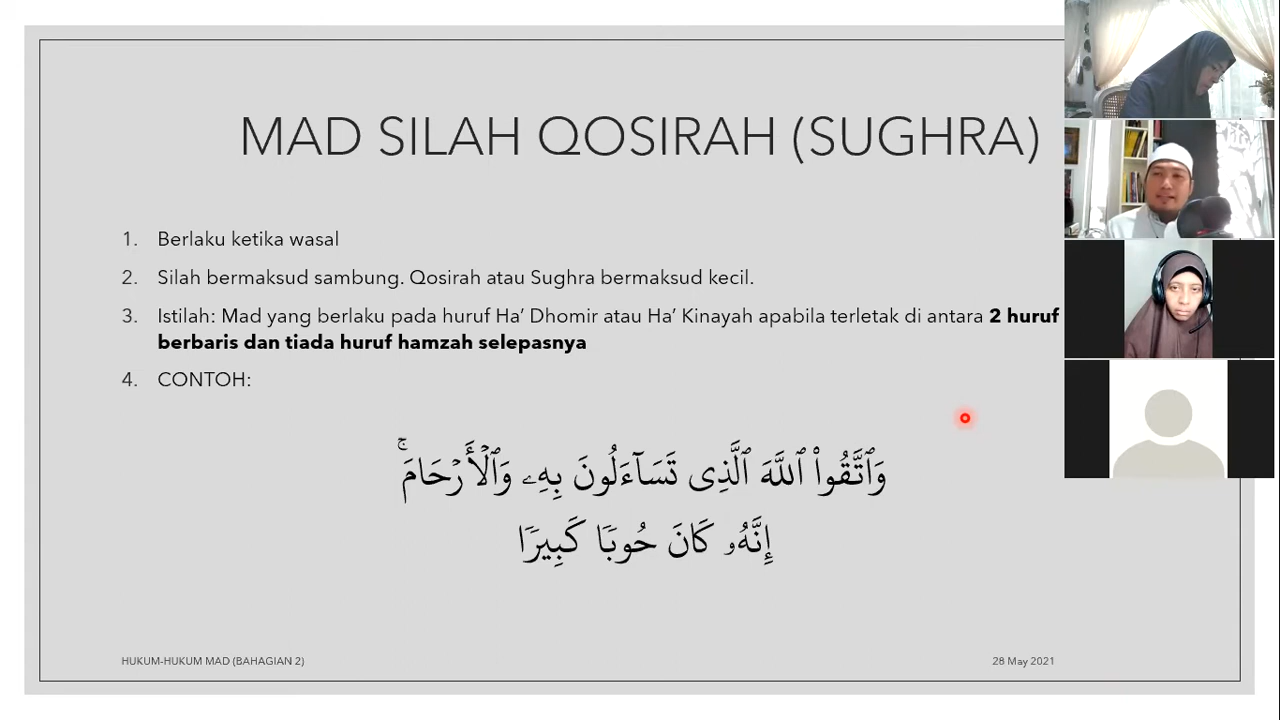 MAD SILAH QOSIRAH (SUGHRA)
1. Berlaku ketika wasal
2. Silah bermaksud sambung. Qosirah atau Sughra bermaksud kecil.
3. Istilah: Mad yang berlaku pada huruf Ha’ Dhomir atau Ha’ Kinayah apabila terletak di antara 2 huruf
berbaris dan tiada huruf hamzah selepasnya
4. CONTOH:
وَٱتَّقُوا۟ ٱللَّهَ ٱلَّذِى تَسَآءَلُونَ بِهِۦ وَٱلْأَرْحَامَ ۚ
إِنَّهُۥ كَانَ حُوبًا كَبِيرًا
HUKUM-HUKUM MAD (BAHAGIAN 2)
28 May 2021